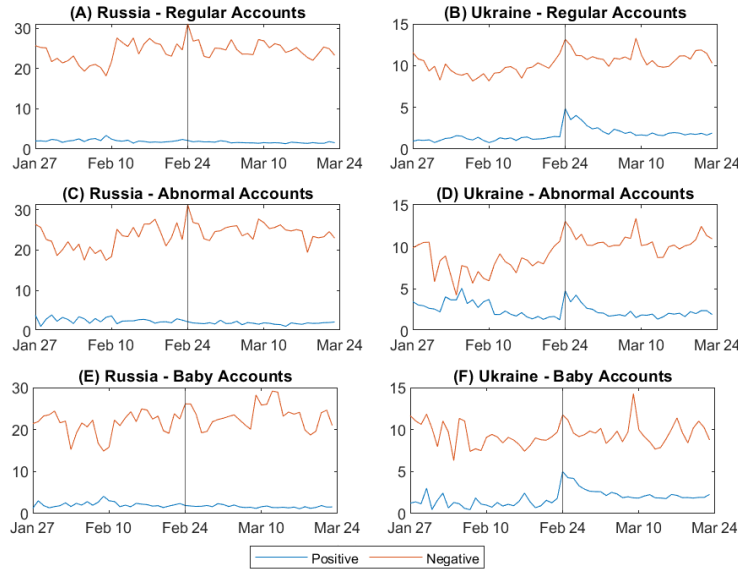 (A) Russia - Regular Accounts
30
20
10
0
Jan 27 Feb 10 Feb 24 Mar 10 Mar 24
(B) Ukraine - Regular Accounts
15
10
5
0
Jan 27 Feb 10 Feb 24 Mar 10 Mar 24
(C) Russia - Abnormal Accounts
30
20
10
0
Jan 27 Feb 10 Feb 24 Mar 10 Mar 24
(D) Ukraine - Abnormal Accounts
15
10
5
0
Jan 27 Feb 10 Feb 24 Mar 10 Mar 24
(E) Russia - Baby Accounts
30
20
10
0
Jan 27 Feb 10 Feb 24 Mar 10 Mar 24
(F) Ukraine - Baby Accounts
15
10
5
0
Jan 27 Feb 10 Feb 24 Mar 10 Mar 24
Positive Negative